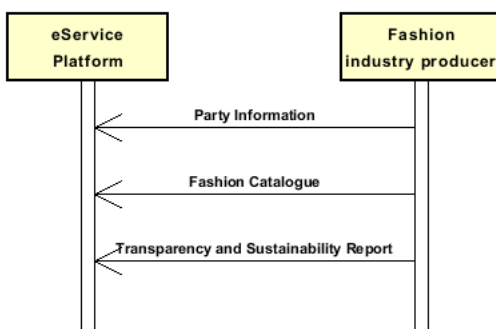 eService
Platform
Fashion
industry producer
Party Information
Fashion Catalogue
Transparency and Sustainability Report